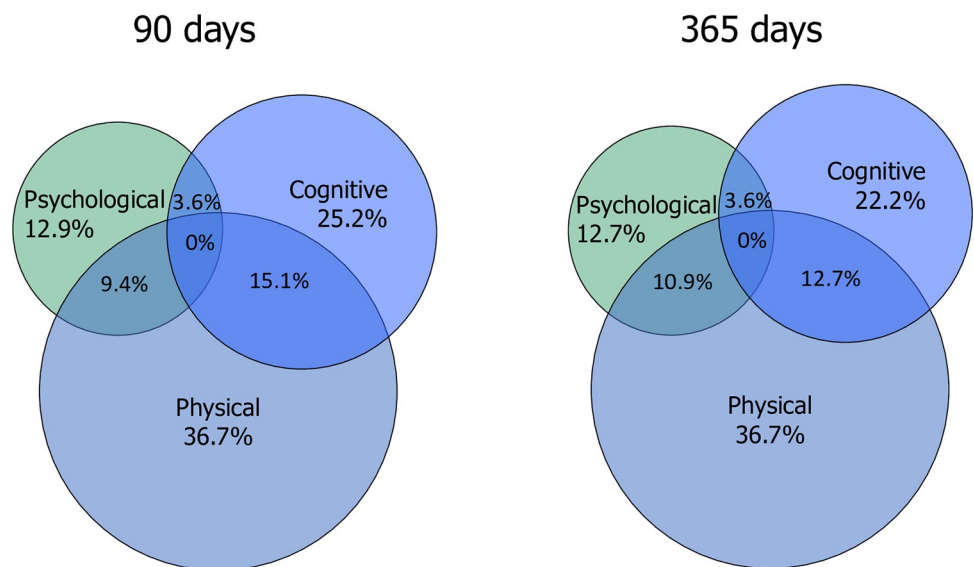 90 days
365 days
Psychological
12.9%
3.6%
Cognitive
25.2%
0%
9.4%
15.1%
Physical
36.7%
Psychological
12.7%
3.6%
Cognitive
22.2%
0%
10.9%
12.7%
Physical
36.7%